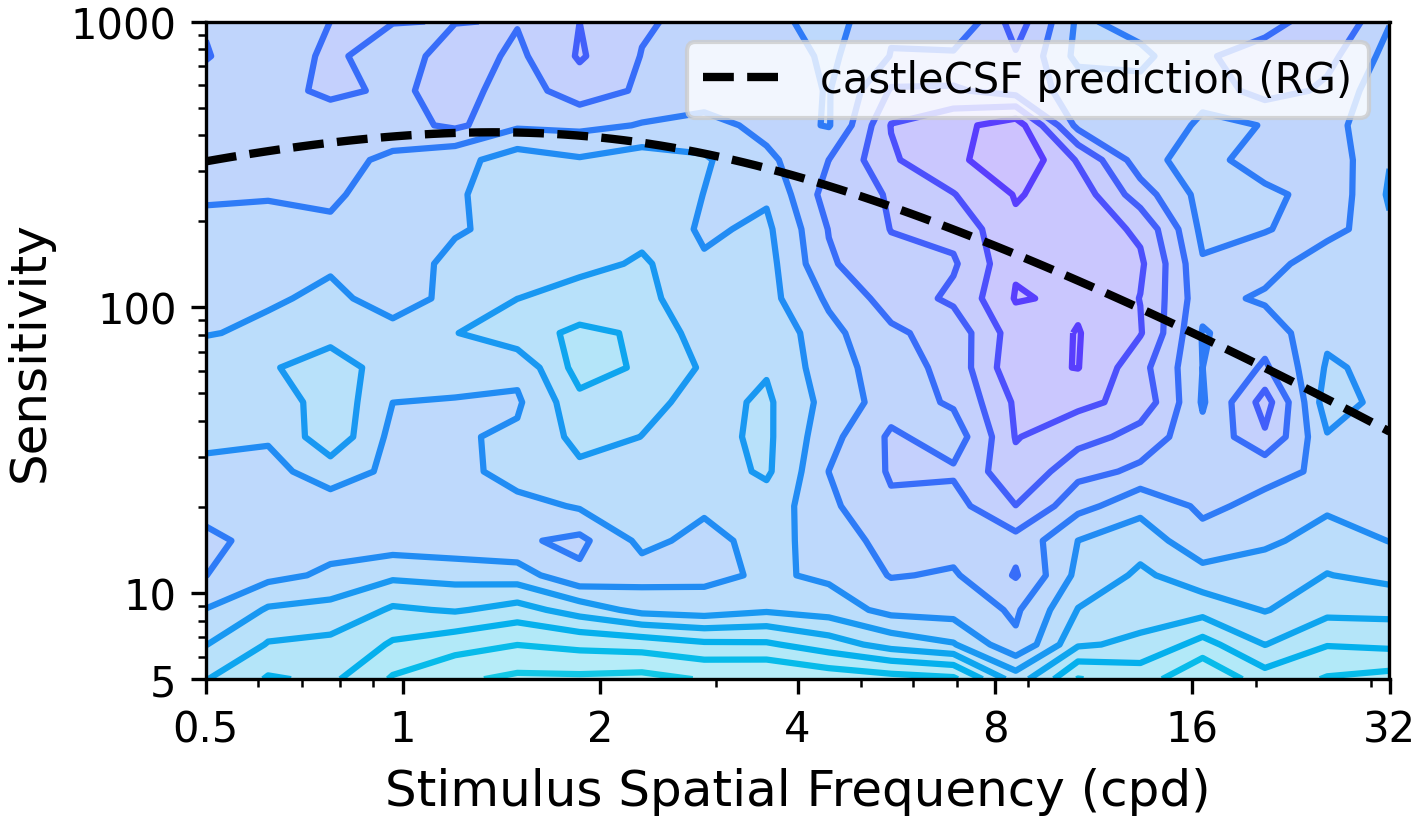 1000
100
10
5
Sensitivity
castleCSF prediction (RG)
0.5 1 2 4 8 16 32
Stimulus Spatial Frequency (cpd)